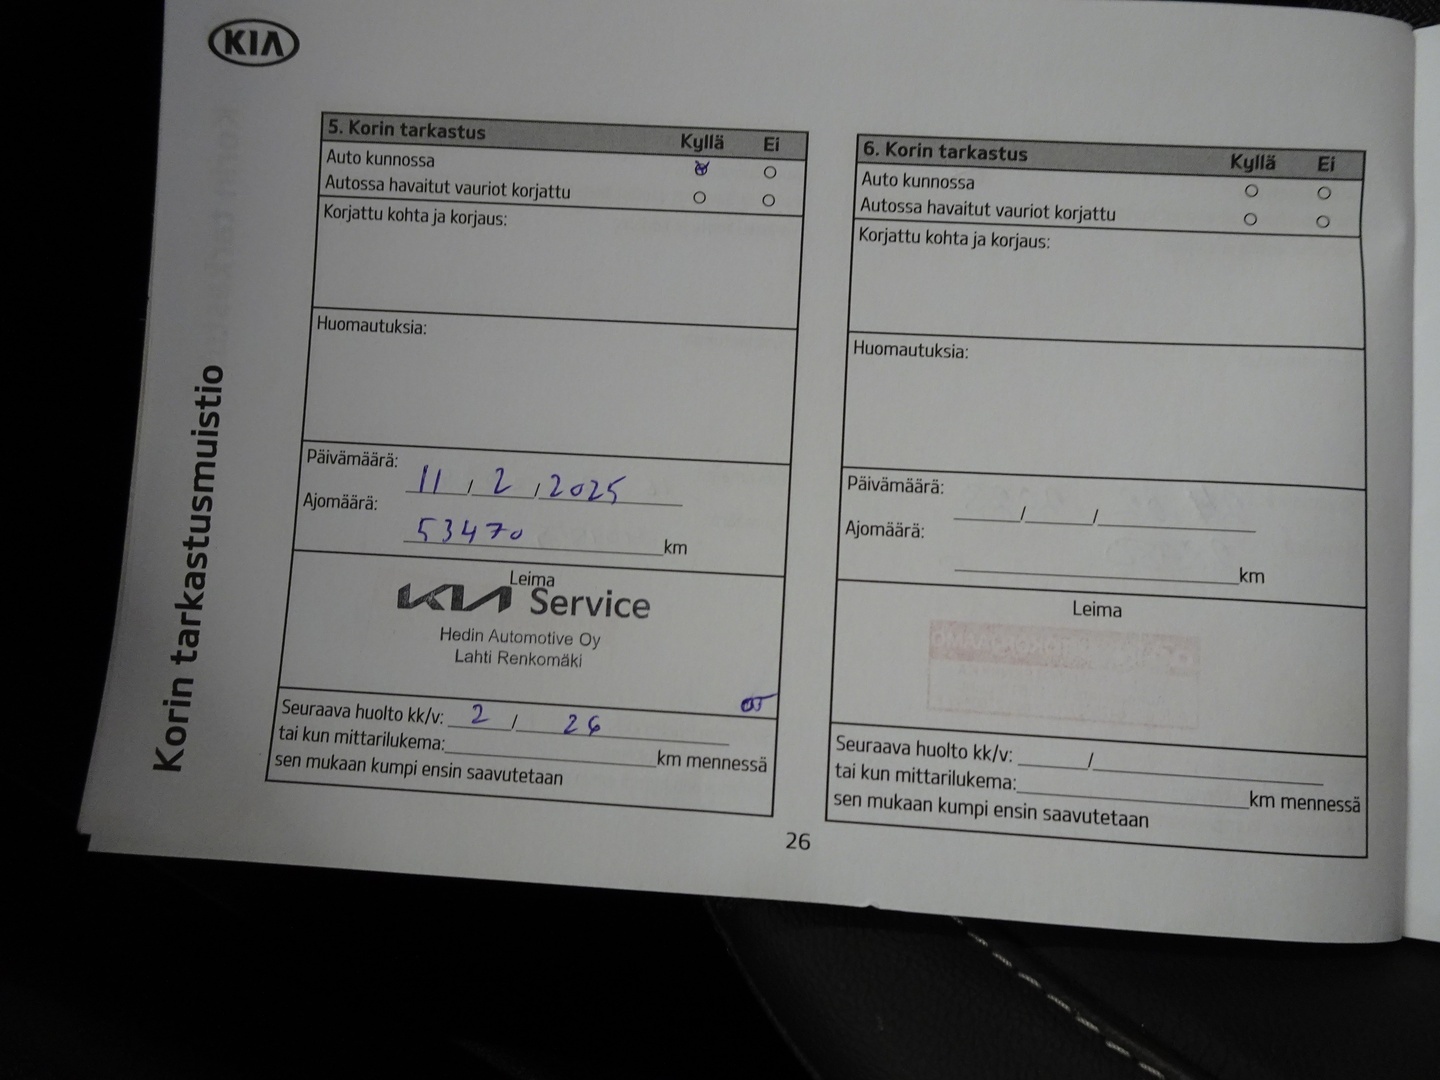 KIA
Korin tarkastusmuistio
5. Korin tarkastus Kyllä Ei
Auto kunnossa
Autossa havaitut vauriot korjattu
Korjattu kohta ja korjaus:
Huomautuksia:
Päivämäärä: 11 / 2 / 2025
Ajomäärä: 53470 km
Leima
KIA Service
Hedin Automotive Oy
Lahti Renkomäki
Seuraava huolto kk/v: 2 / 26
tai kun mittarilukema: km mennessä
sen mukaan kumpi ensin saavutetaan
6. Korin tarkastus Kyllä Ei
Auto kunnossa
Autossa havaitut vauriot korjattu
Korjattu kohta ja korjaus:
Huomautuksia:
Päivämäärä: / /
Ajomäärä: km
Leima
Seuraava huolto kk/v: /
tai kun mittarilukema: km mennessä
sen mukaan kumpi ensin saavutetaan
26